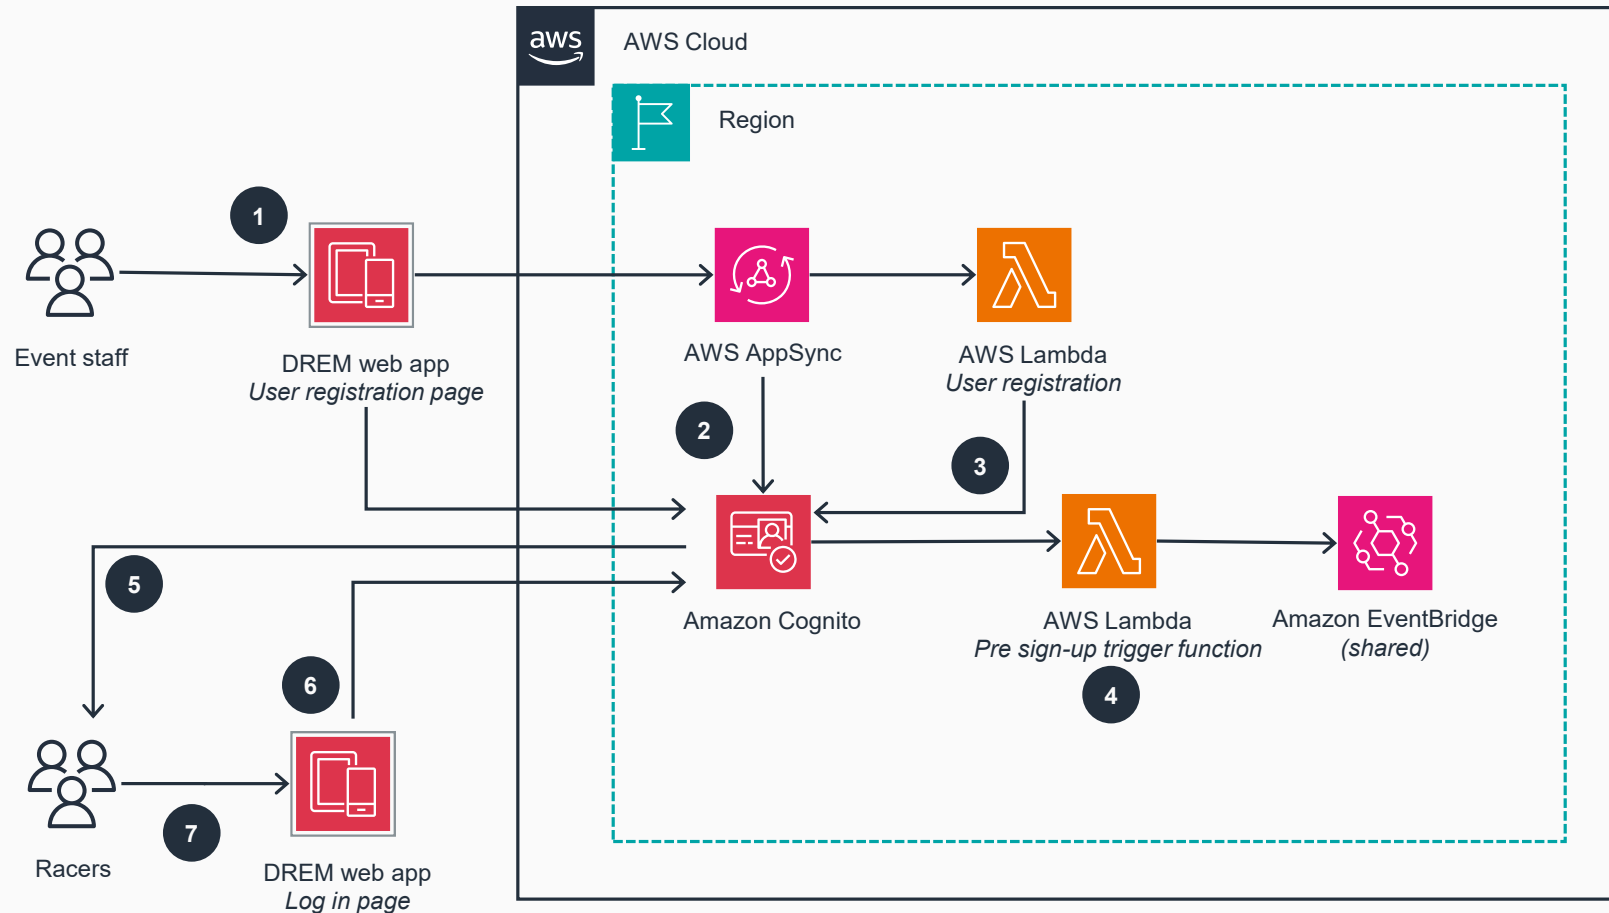 aws
AWS Cloud
Region
1
Event staff
DREM web app
User registration page
AWS AppSync
AWS Lambda
User registration
2
3
5
Amazon Cognito
AWS Lambda
Pre sign-up trigger function
Amazon EventBridge
(shared)
4
6
7
Racers
DREM web app
Log in page